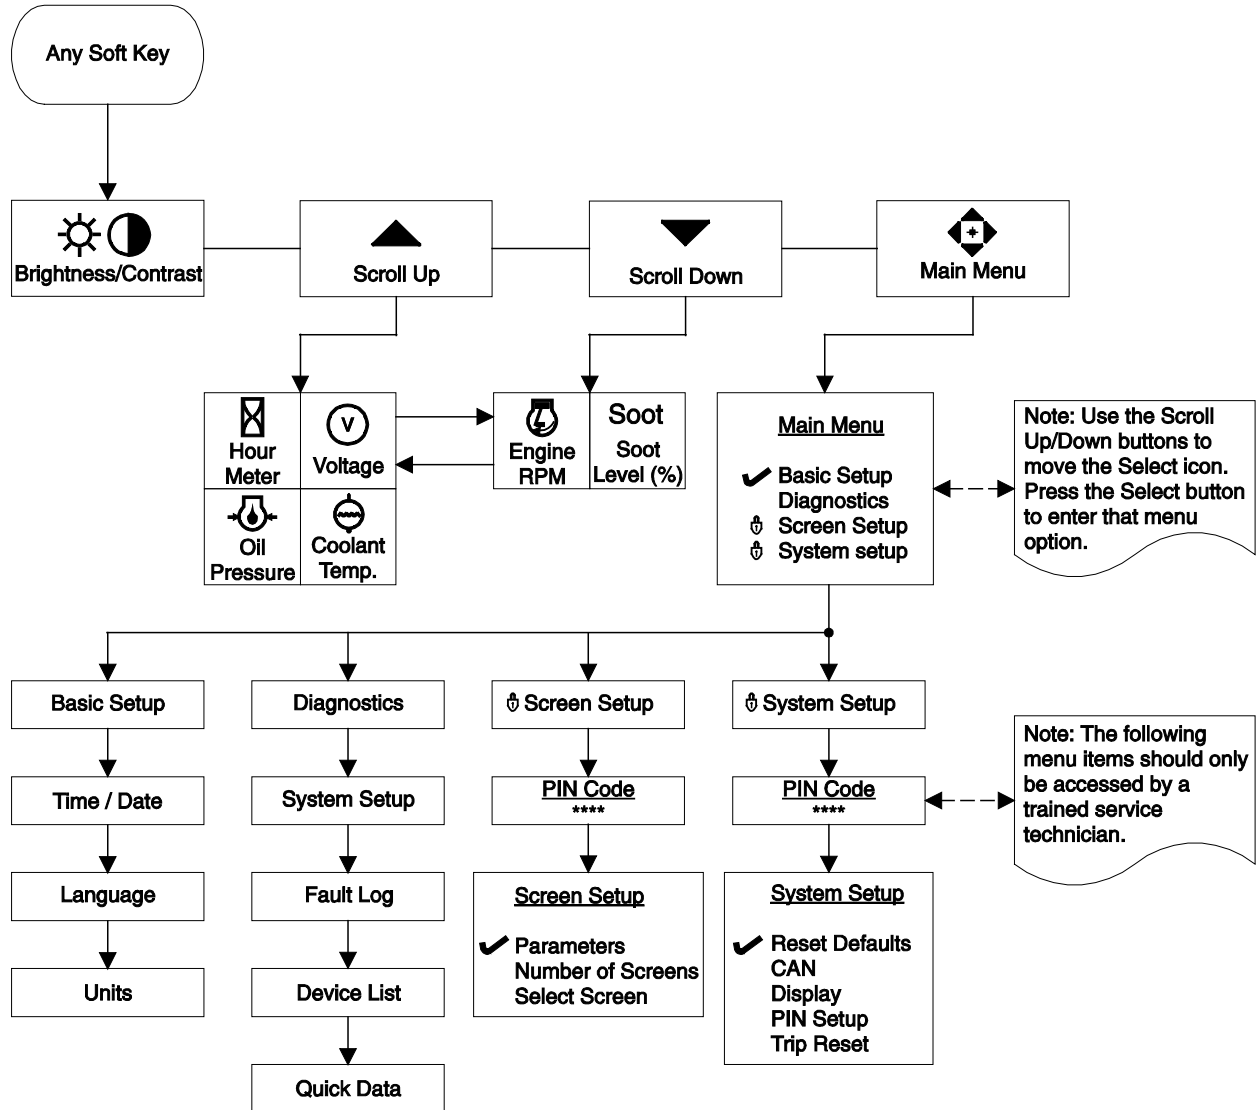 Any Soft Key
Brightness/Contrast
Scroll Up
Scroll Down
Main Menu
Hour
Meter
V
Voltage
Oil
Pressure
Coolant
Temp.
Engine
RPM
Soot
Soot
Level (%)
Main Menu
Basic Setup
Diagnostics
Screen Setup
System setup
Note: Use the Scroll
Up/Down buttons to
move the Select icon.
Press the Select button
to enter that menu
option.
Basic Setup
Time / Date
Language
Units
Diagnostics
System Setup
Fault Log
Device List
Quick Data
Screen Setup
PIN Code
****
Screen Setup
Parameters
Number of Screens
Select Screen
System Setup
PIN Code
****
System Setup
Reset Defaults
CAN
Display
PIN Setup
Trip Reset
Note: The following
menu items should only
be accessed by a
trained service
technician.